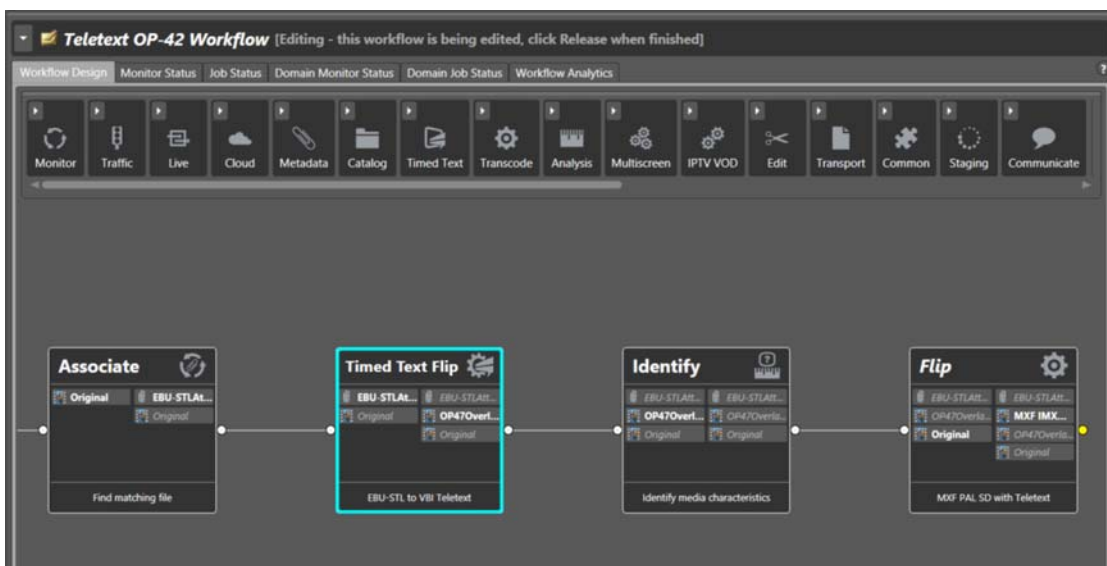 Teletext OP-42 Workflow [Editing - this workflow is being edited, click Release when finished]
Workflow Design Monitor Status Job Status Domain Monitor Status Domain Job Status Workflow Analytics ?
Monitor Traffic Live Cloud Metadata Catalog Timed Text Transcode Analysis Multiscreen IPTV VOD Edit Transport Common Staging Communicate
Associate
Original EBU-STLAt...
Original
Find matching file
Timed Text Flip
EBU-STLAt... EBU-STLAtt...
Original OP47Overl...
Original
EBU-STL to VBI Teletext
Identify
EBU-STLAtt... EBU-STLAtt...
OP47Overl... OP47Overla...
Original Original
Identify media characteristics
Flip
EBU-STLAtt... EBU-STLAtt...
OP47Overla... MXF IMX...
Original OP47Overla...
Original
MXF PAL SD with Teletext